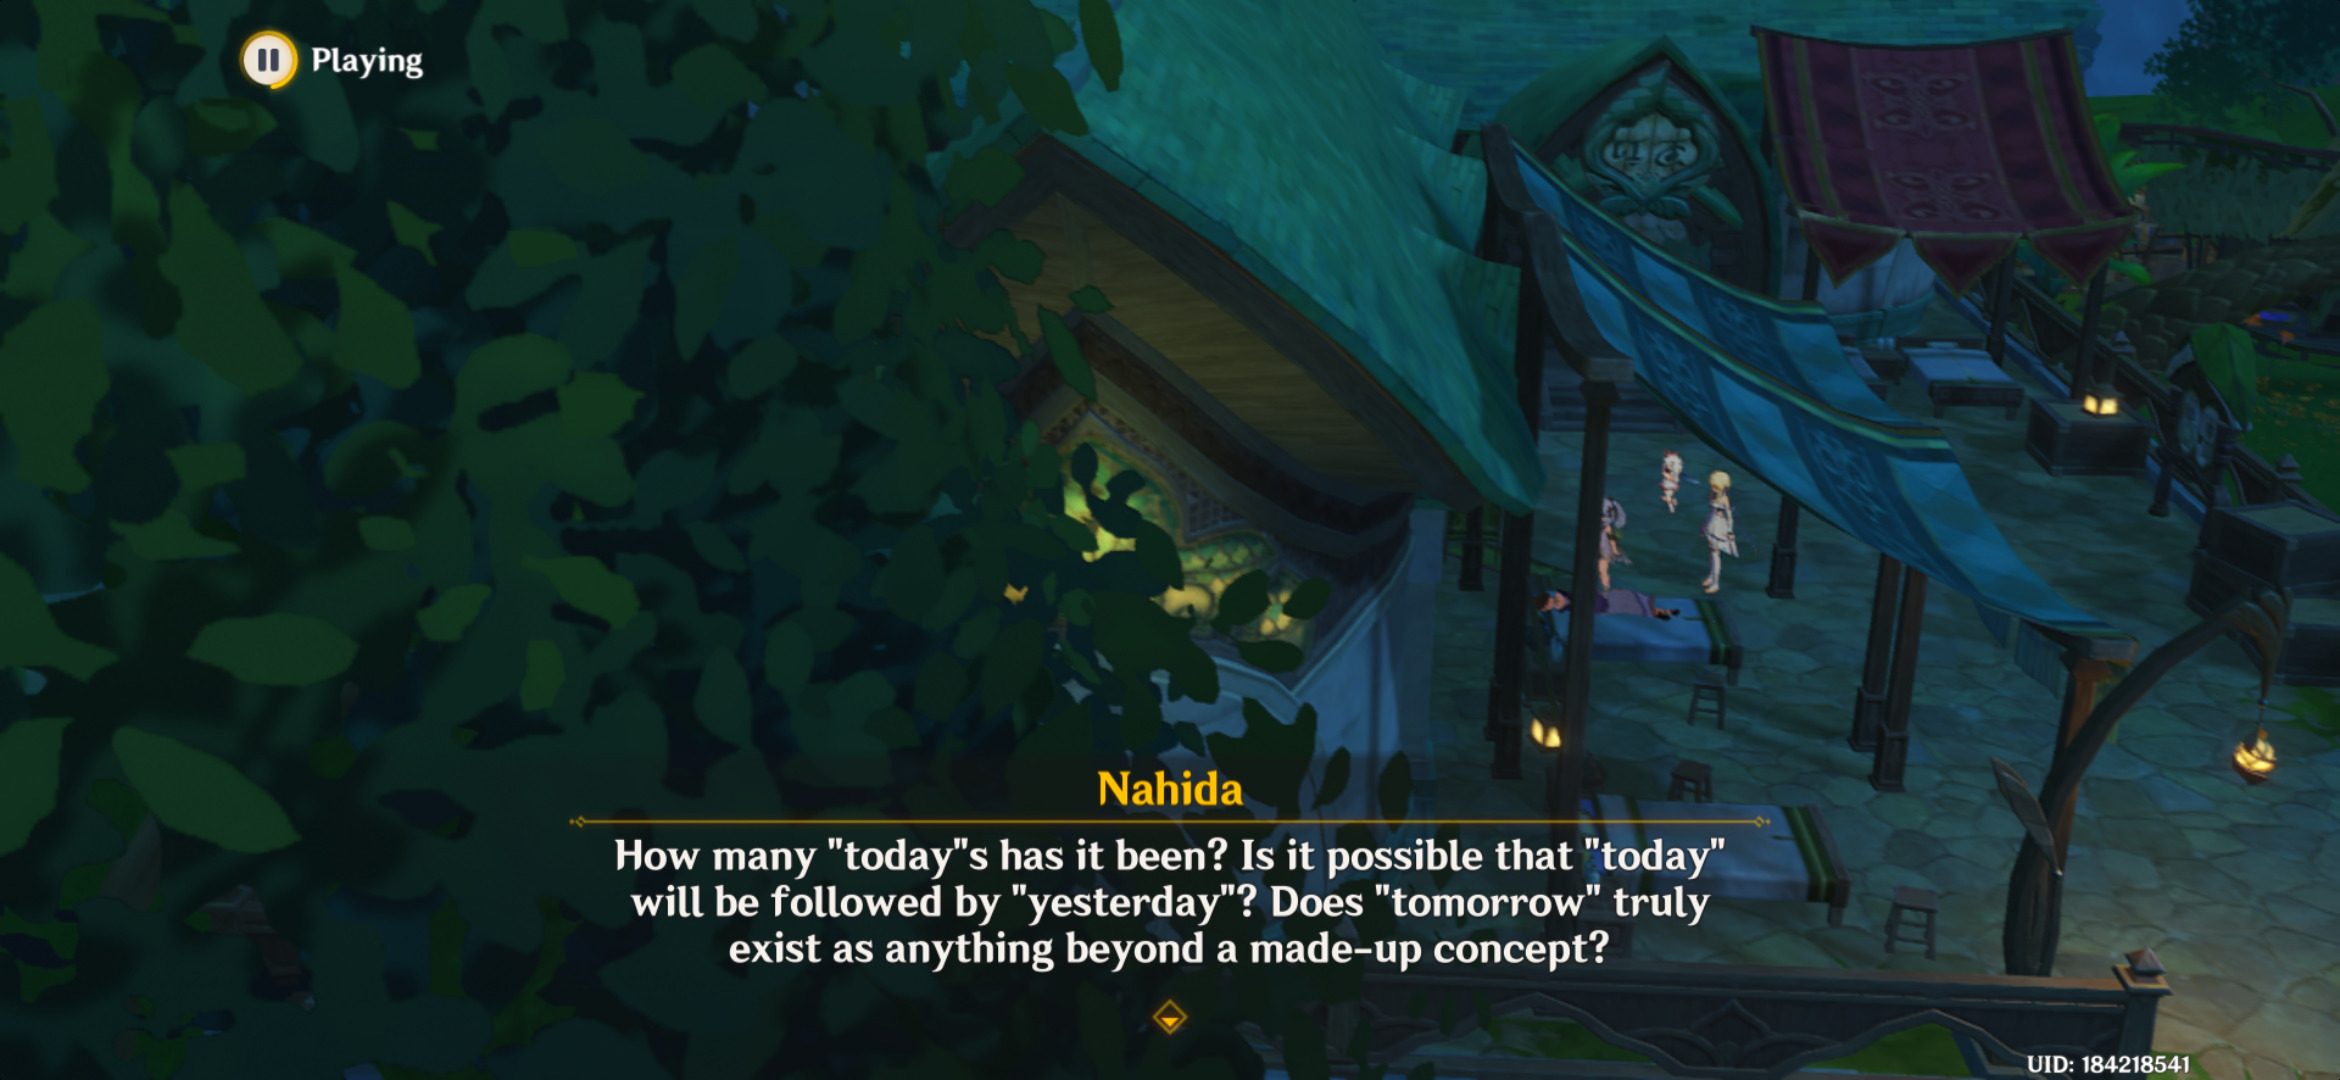 Playing
Nahida
How many "today"s has it been? Is it possible that "today"
will be followed by "yesterday"? Does "tomorrow" truly
exist as anything beyond a made-up concept?
UID: 184218541